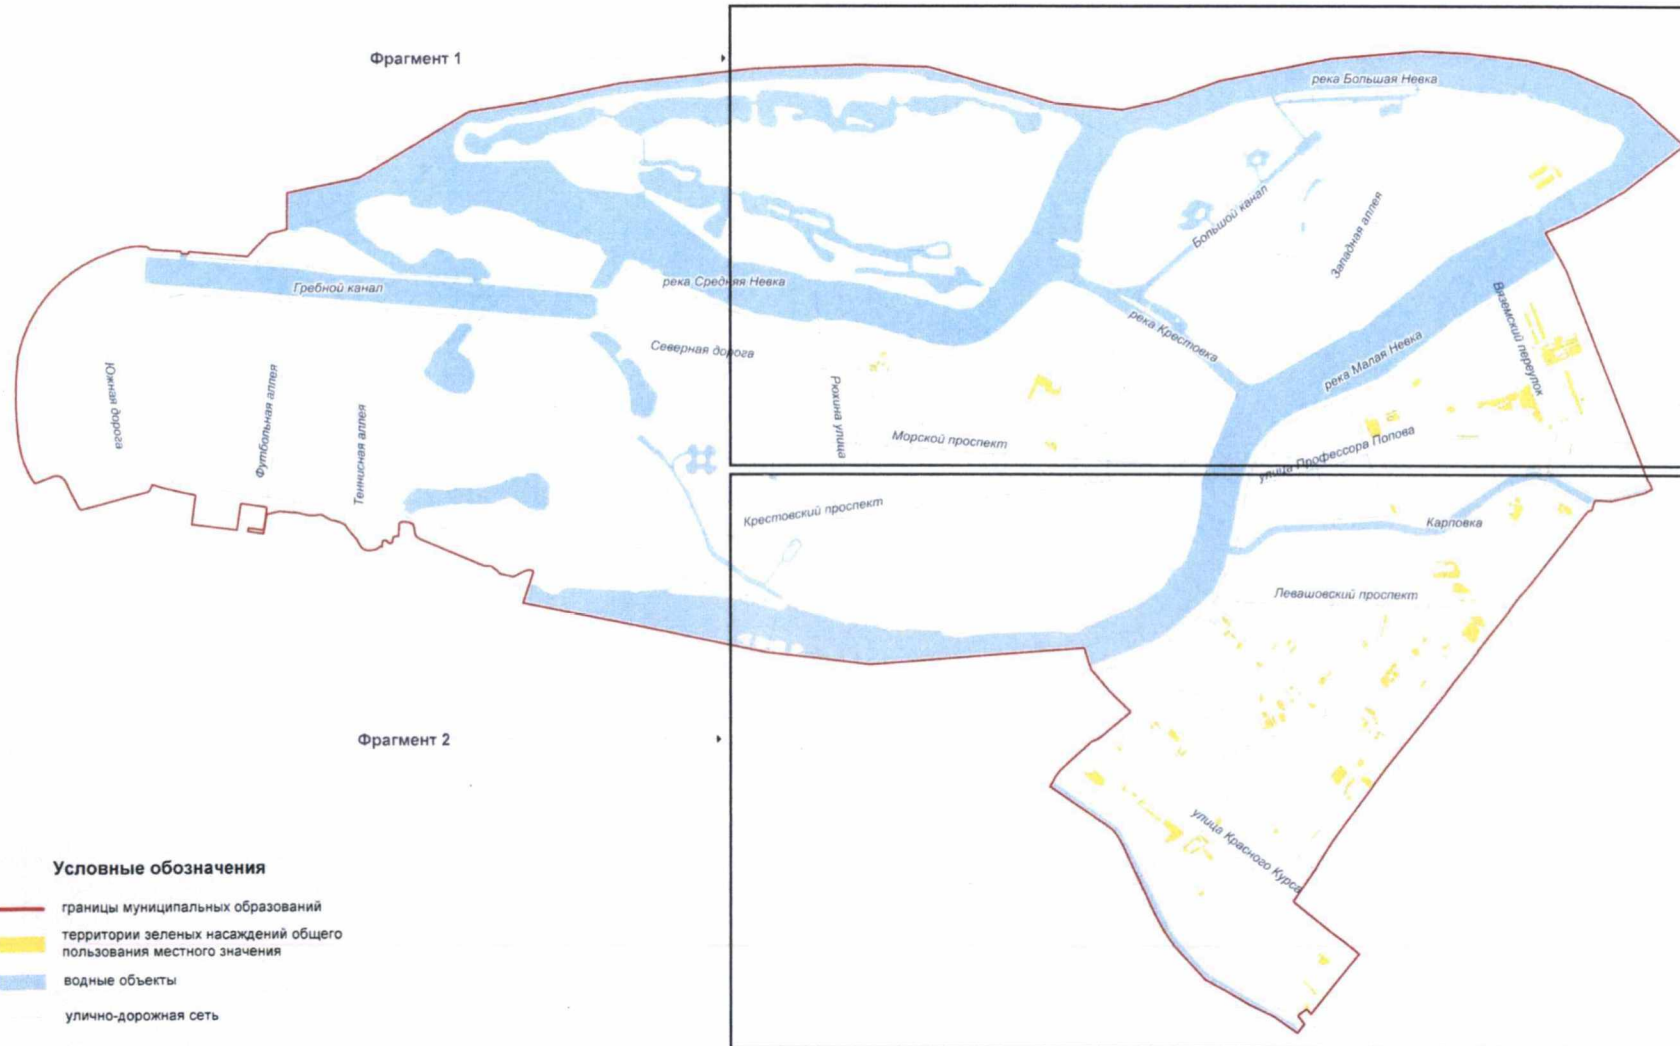 Фрагмент 1
река Большая Невка
Большой канал
Западная аллея
Гребной канал
река Средняя Невка
река Крестовка
Вяземский переулок
Северная дорога
река Малая Невка
Южная дорога
Футбольная аллея
Теннисная аллея
Рюхина улица
Морской проспект
улица Профессора Попова
Крестовский проспект
Карповка
Левашовский проспект
Фрагмент 2
улица Красного Курса
Условные обозначения
границы муниципальных образований
территории зеленых насаждений общего
пользования местного значения
водные объекты
улично-дорожная сеть